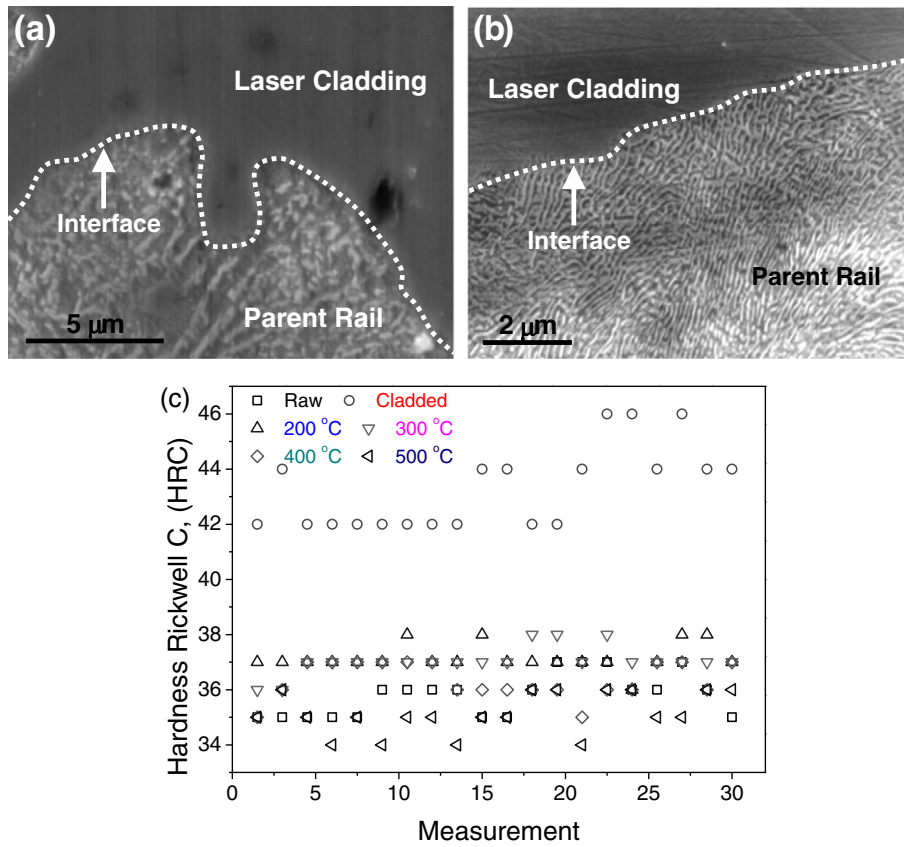 (a)
Laser Cladding
Interface
Parent Rail
5 µm
(b)
Laser Cladding
Interface
Parent Rail
2 µm
(c)
Hardness Rickwell C, (HRC)
46
44
42
40
38
36
34
Raw Cladded
200 °C 300 °C
400 °C 500 °C
0 5 10 15 20 25 30
Measurement